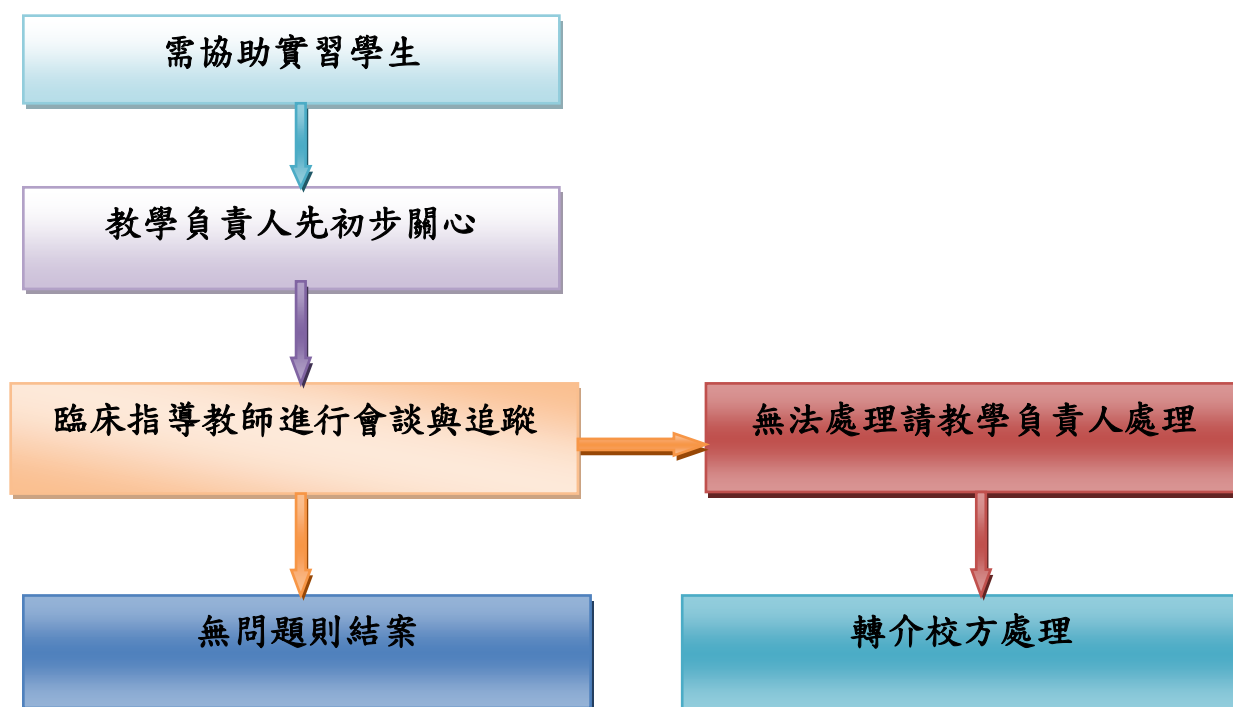 需協助實習學生
教學負責人先初步關心
臨床指導教師進行會談與追蹤
無法處理請教學負責人處理
無問題則結案
轉介校方處理